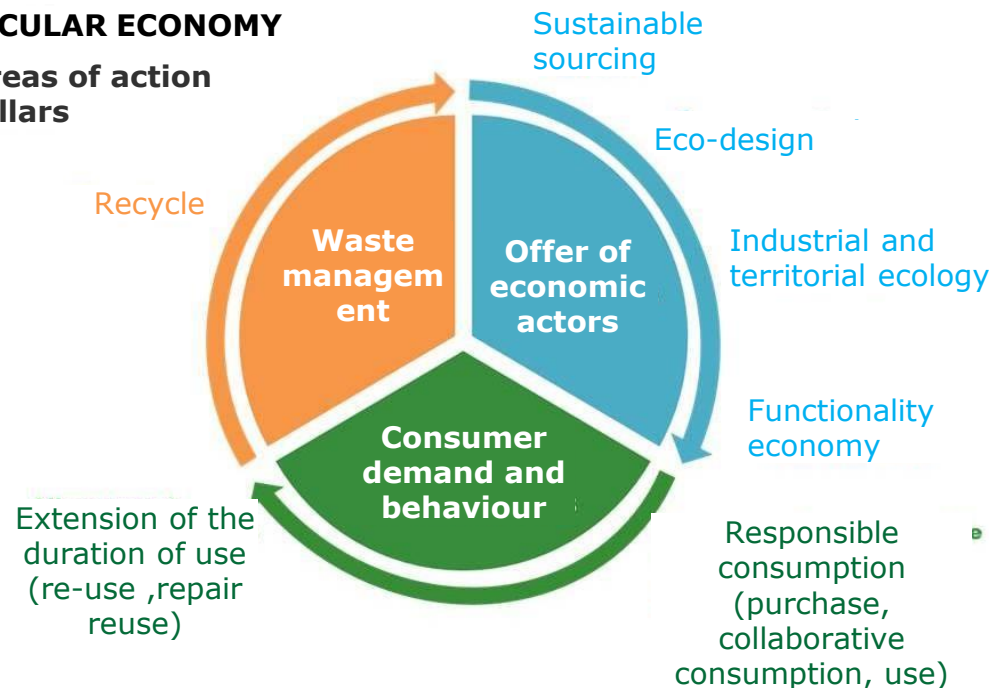 CULAR ECONOMY
reas of action
llars
Sustainable
sourcing
Eco-design
Industrial and
territorial ecology
Functionality
economy
Responsible
consumption
(purchase,
collaborative
consumption, use)
Extension of the
duration of use
(re-use ,repair
reuse)
Recycle
Waste
managem
ent
Offer of
economic
actors
Consumer
demand and
behaviour